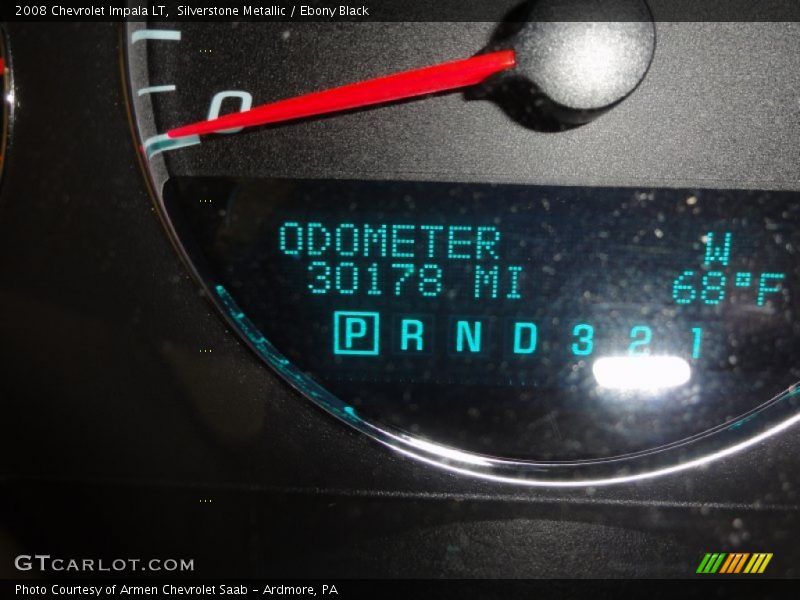 2008 Chevrolet Impala LT, Silverstone Metallic / Ebony Black
0
ODOMETER W
30178 MI 68°F
P R N D 3 2 1
GTCARLOT.COM
Photo Courtesy of Armen Chevrolet Saab - Ardmore, PA